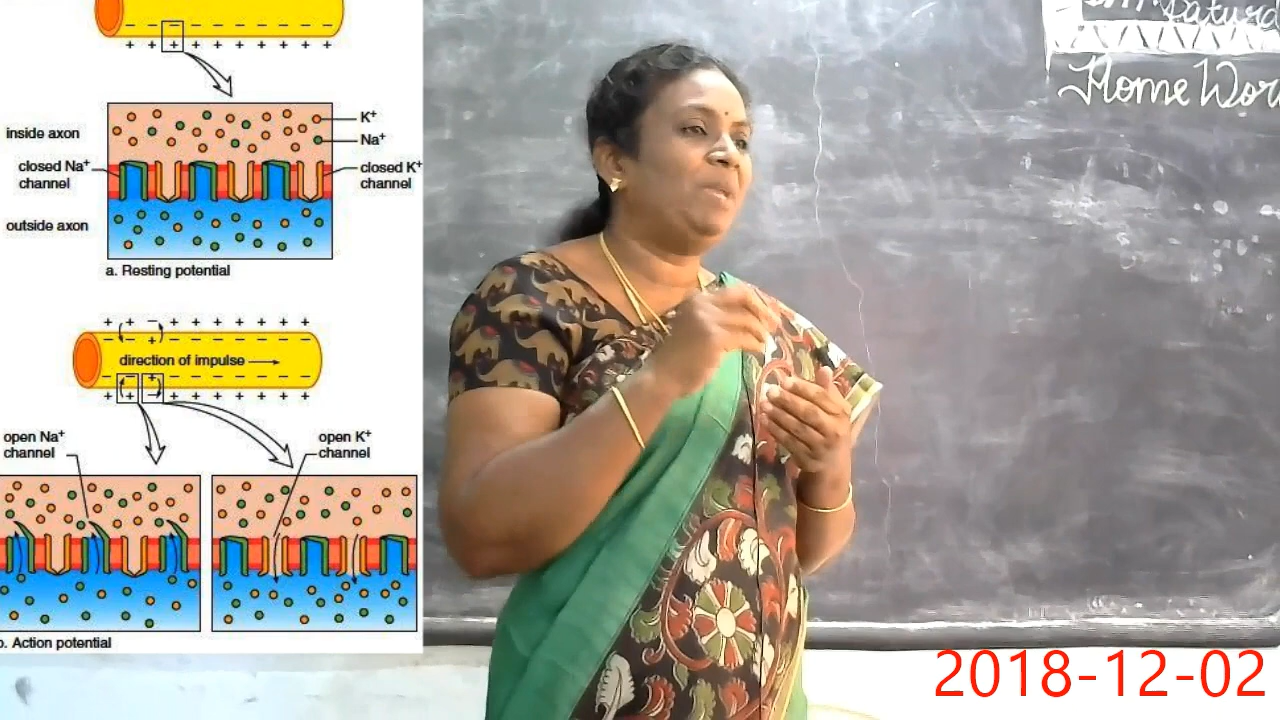 K+
inside axon
Na+
closed Na+
channel
closed K+
channel
outside axon
a. Resting potential
direction of impulse
open Na+
channel
open K+
channel
. Action potential
Home Wor
2018-12-02